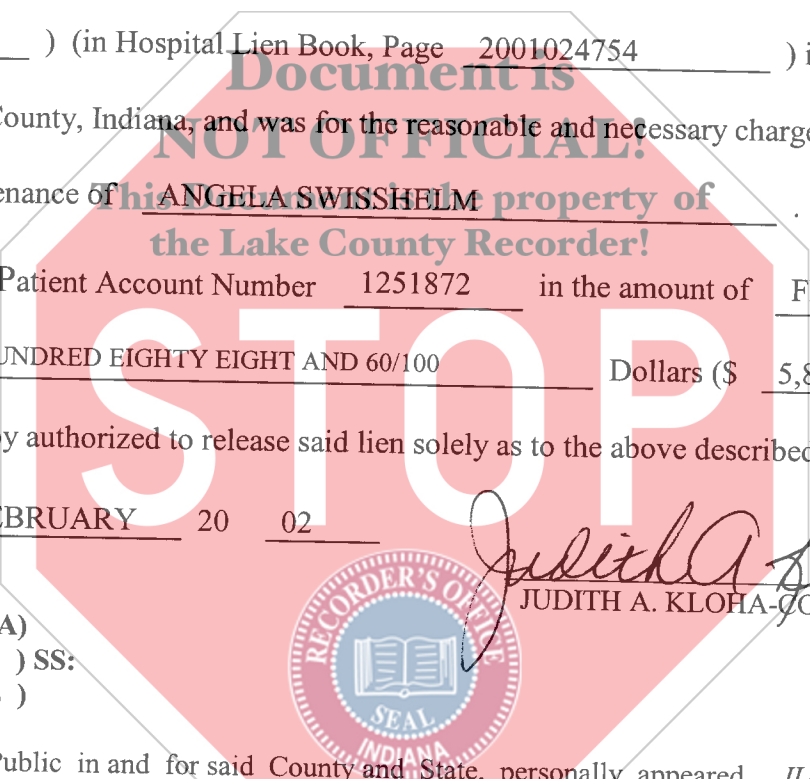 ) (in Hospital Lien Book, Page 2001024754 ) i
Document is
County, Indiana, and was for the reasonable and necessary charge
NOT OFFICIAL!
enance of ANGELA SWISSHELM .
This Document is the property of
the Lake County Recorder!
Patient Account Number 1251872 in the amount of F
UNDRED EIGHTY EIGHT AND 60/100 Dollars ($ 5,8
STOP
by authorized to release said lien solely as to the above described
EBRUARY 20 02
Judith A
JUDITH A. KLOHA-CO
RECORDER'S OFFICE
SEAL
INDIANA
A)
) SS:
)
Public in and for said County and State, personally appeared